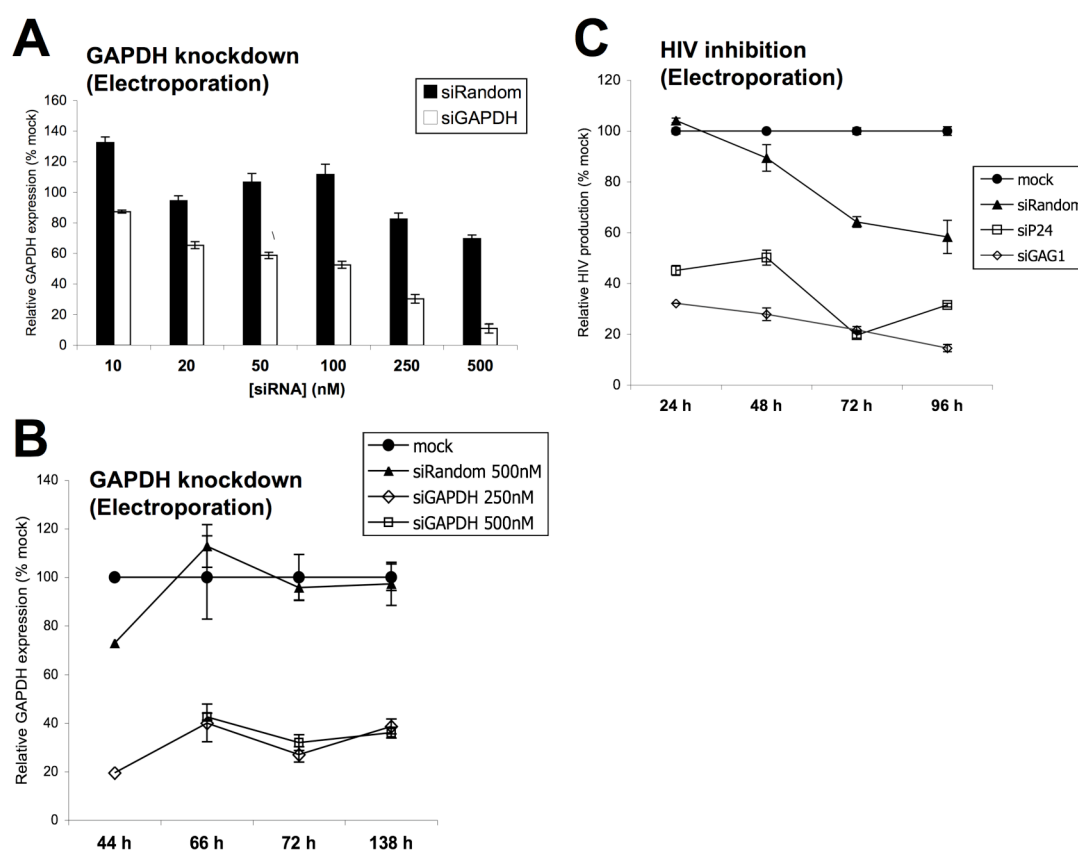 A
GAPDH knockdown
(Electroporation)
siRandom
siGAPDH
Relative GAPDH expression (% mock)
160
140
120
100
80
60
40
20
0
10 20 50 100 250 500
[siRNA] (nM)
B
GAPDH knockdown
(Electroporation)
mock
siRandom 500nM
siGAPDH 250nM
siGAPDH 500nM
Relative GAPDH expression (% mock)
140
120
100
80
60
40
20
0
44 h 66 h 72 h 138 h
C
HIV inhibition
(Electroporation)
Relative HIV production (% mock)
120
100
80
60
40
20
0
24 h 48 h 72 h 96 h
mock
siRandom
siP24
siGAG1